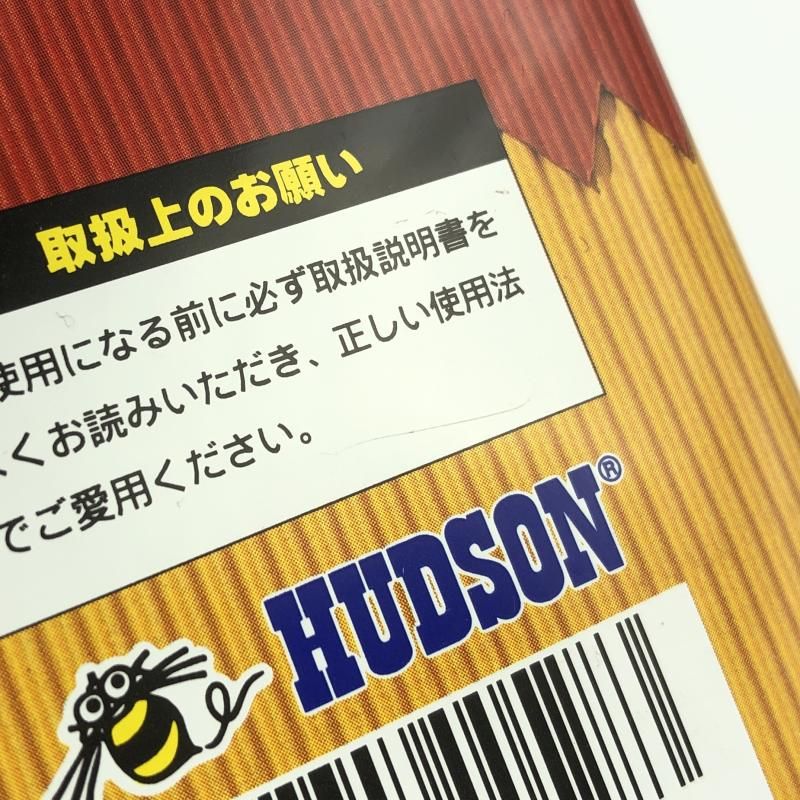 取扱上のお願い
使用になる前に必ず取扱説明書を
くお読みいただき、正しい使用法
でご愛用ください。
HUDSON®